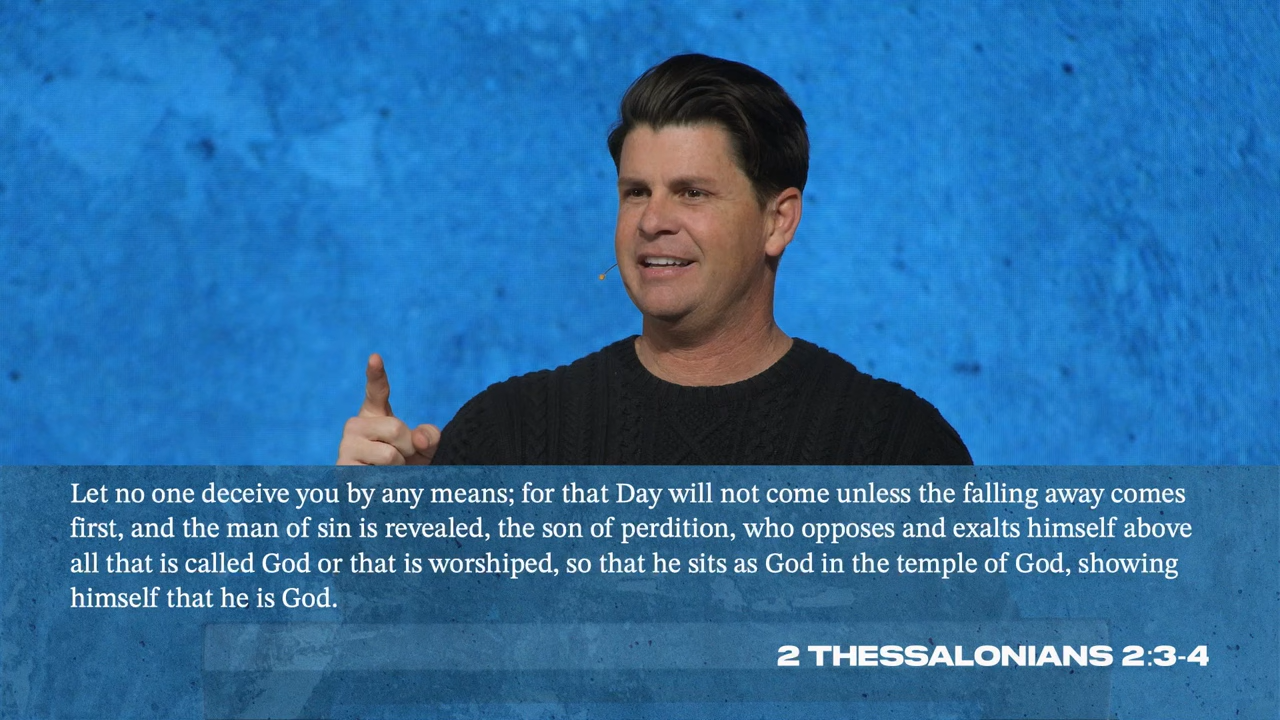 Let no one deceive you by any means; for that Day will not come unless the falling away comes
first, and the man of sin is revealed, the son of perdition, who opposes and exalts himself above
all that is called God or that is worshiped, so that he sits as God in the temple of God, showing
himself that he is God.
2 THESSALONIANS 2:3-4